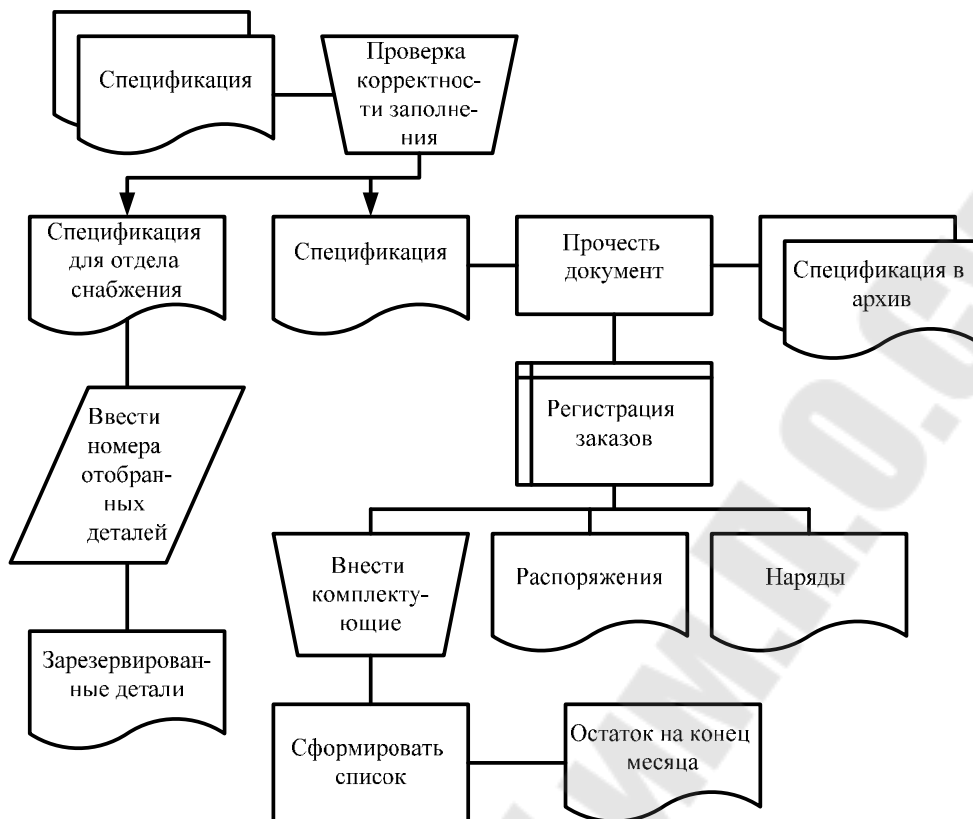 Спецификация
Проверка
корректнос-
ти заполне-
ния
Спецификация
для отдела
снабжения
Спецификация
Прочесть
документ
Спецификация в
архив
Ввести
номера
отобран-
ных
деталей
Регистрация
заказов
Внести
комплекту-
ющие
Распоряжения
Наряды
Зарезервирован-
ные детали
Сформировать
список
Остаток на конец
месяца